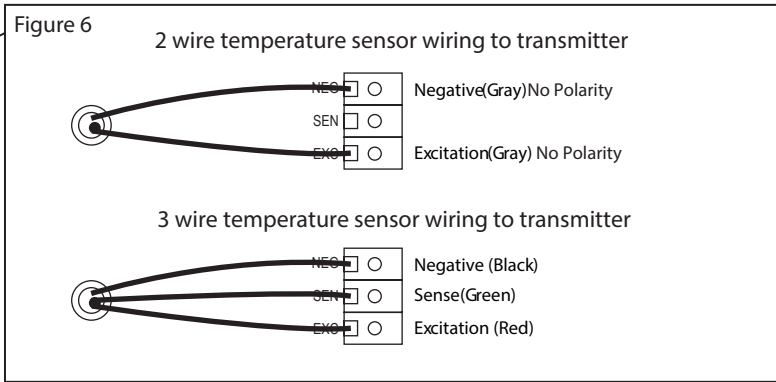 Figure 6
2 wire temperature sensor wiring to transmitter
NEG Negative(Gray)No Polarity
SEN
EXC Excitation(Gray) No Polarity
3 wire temperature sensor wiring to transmitter
NEG Negative (Black)
SEN Sense(Green)
EXC Excitation (Red)